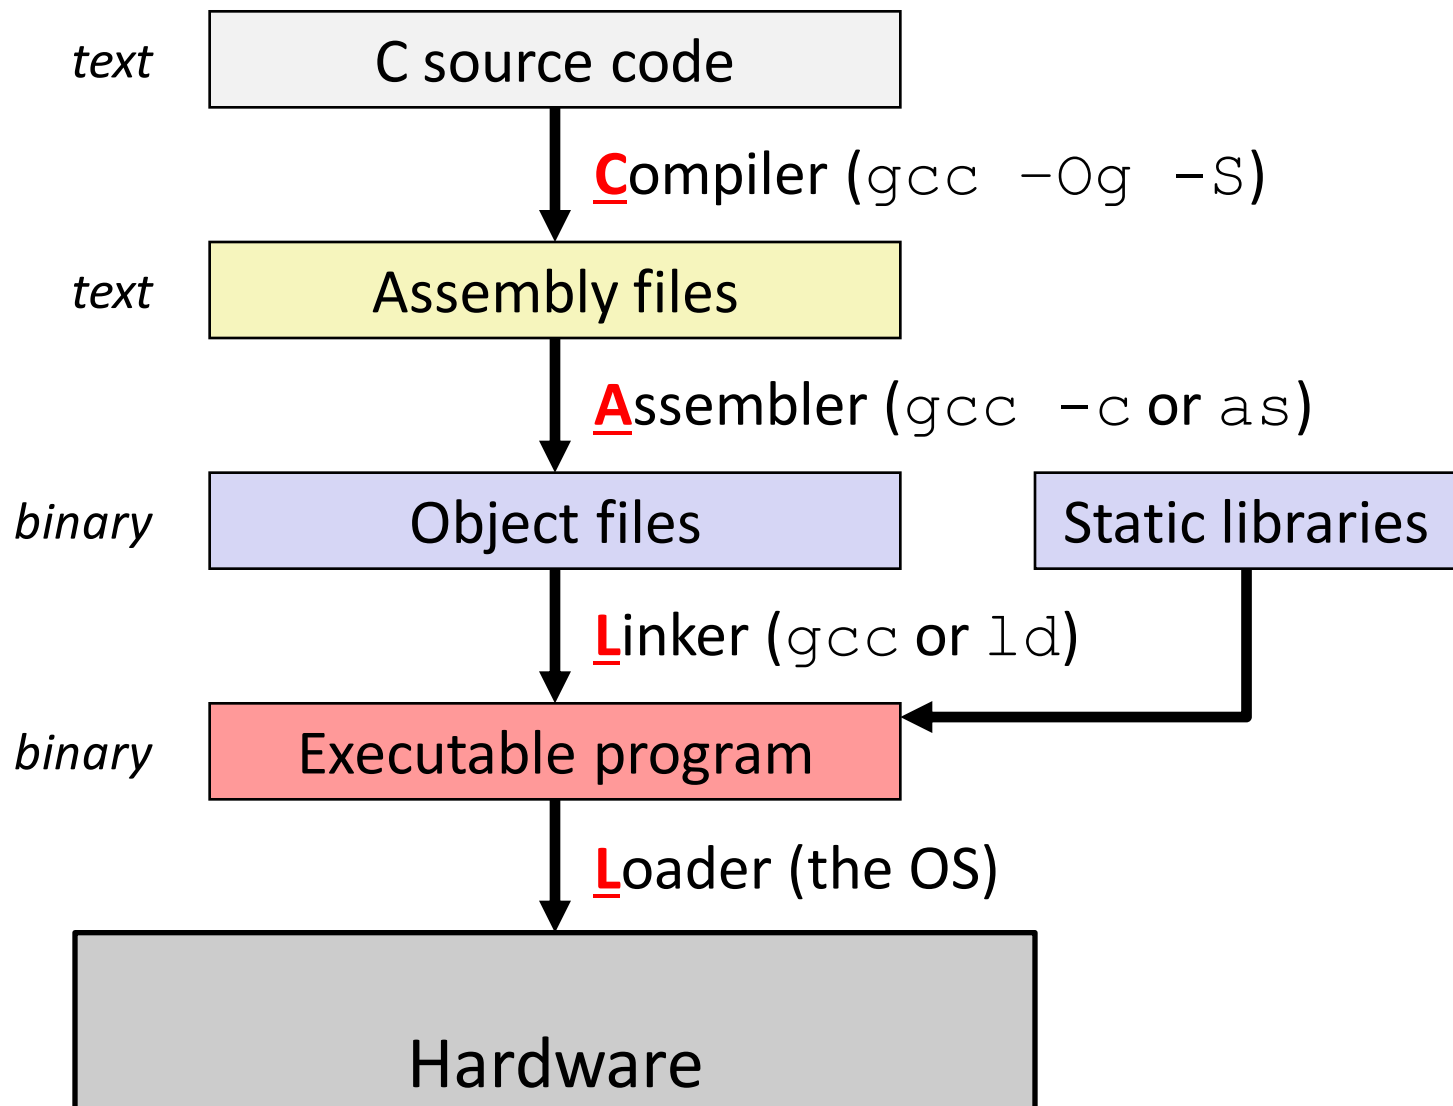 text
C source code
Compiler (gcc –Og -S)
text
Assembly files
Assembler (gcc -c or as)
binary
Object files
Static libraries
Linker (gcc or ld)
binary
Executable program
Loader (the OS)
Hardware